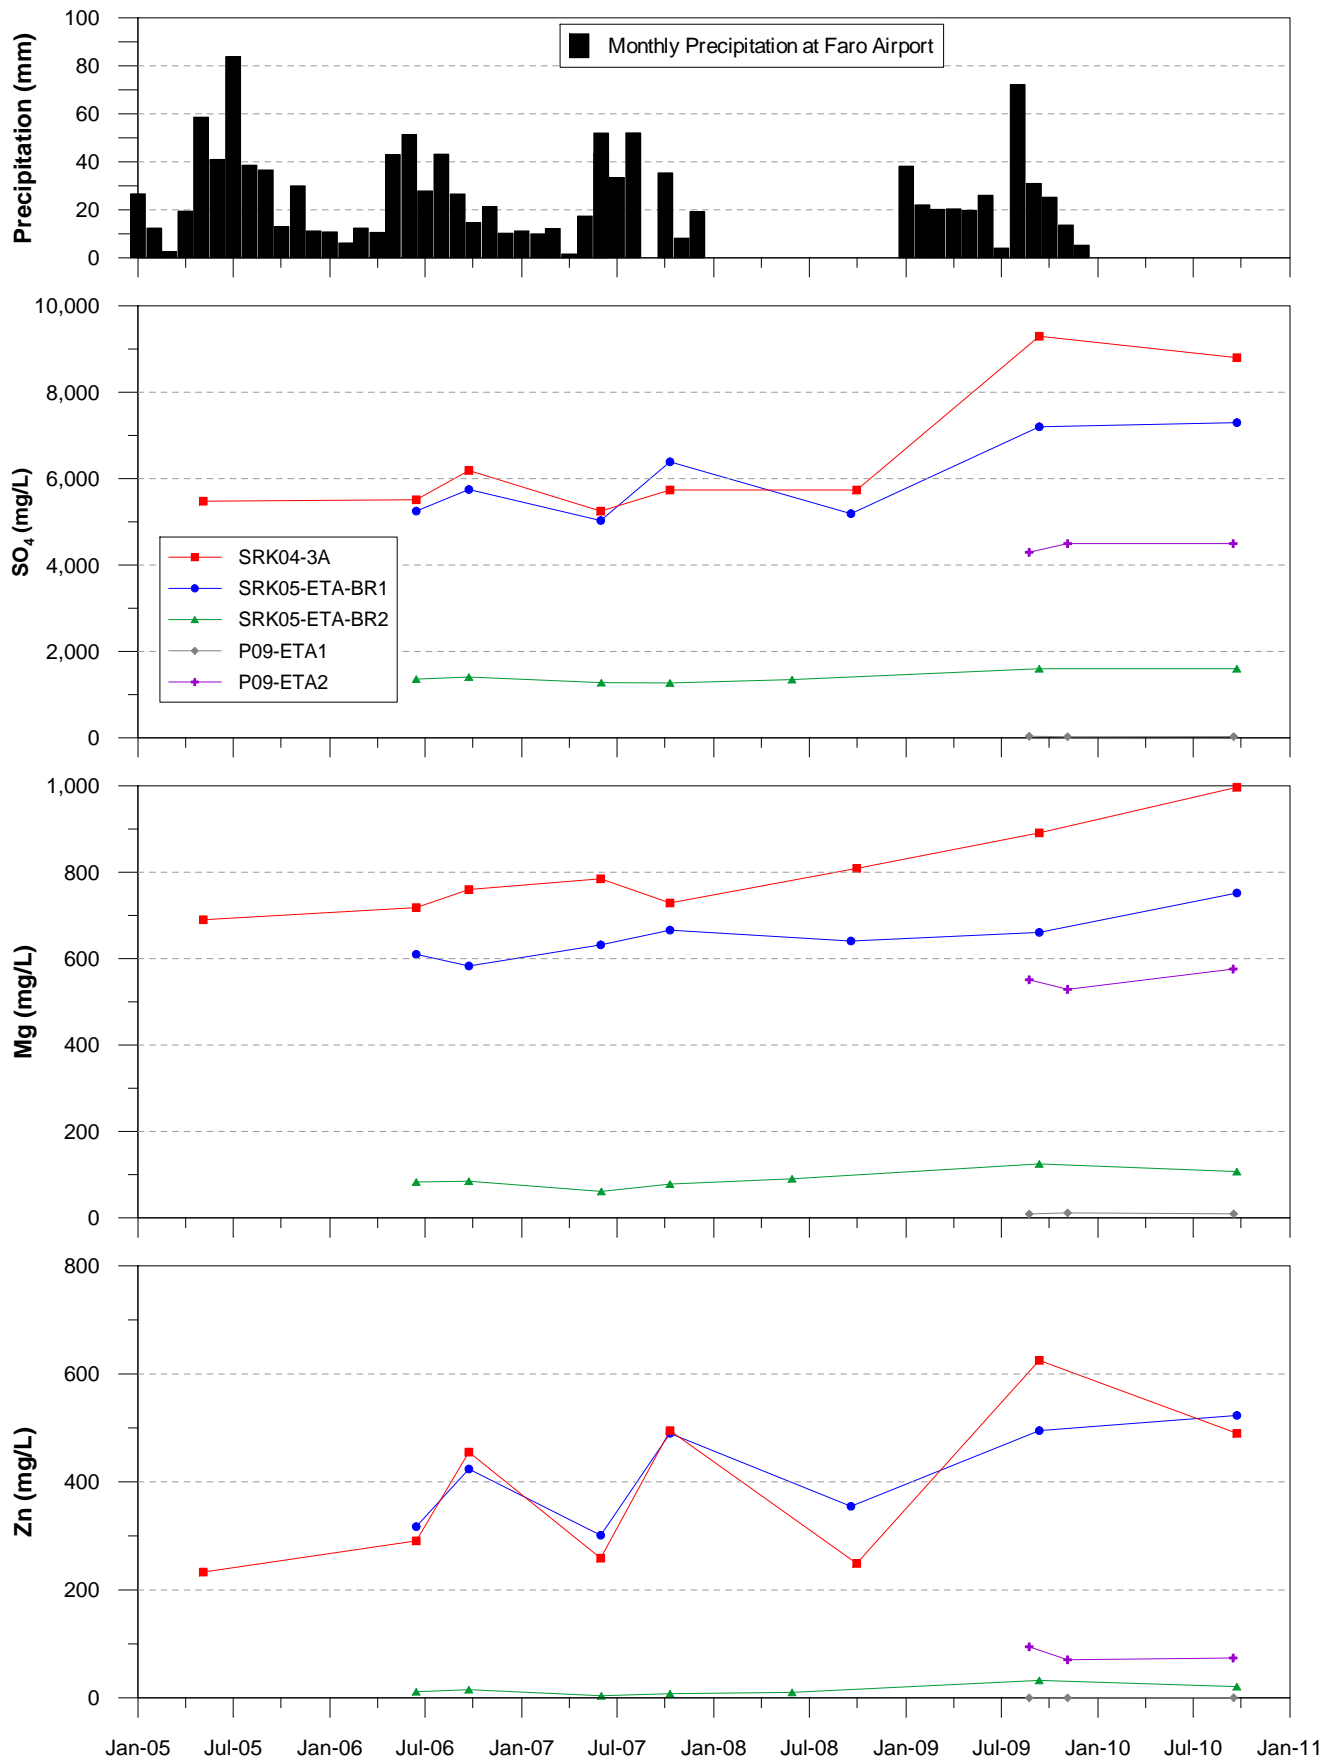 100
80
60
40
20
0
Precipitation (mm)
Monthly Precipitation at Faro Airport
10,000
8,000
6,000
4,000
2,000
0
SO₄ (mg/L)
SRK04-3A
SRK05-ETA-BR1
SRK05-ETA-BR2
P09-ETA1
P09-ETA2
1,000
800
600
400
200
0
Mg (mg/L)
800
600
400
200
0
Zn (mg/L)
Jan-05 Jul-05 Jan-06 Jul-06 Jan-07 Jul-07 Jan-08 Jul-08 Jan-09 Jul-09 Jan-10 Jul-10 Jan-11